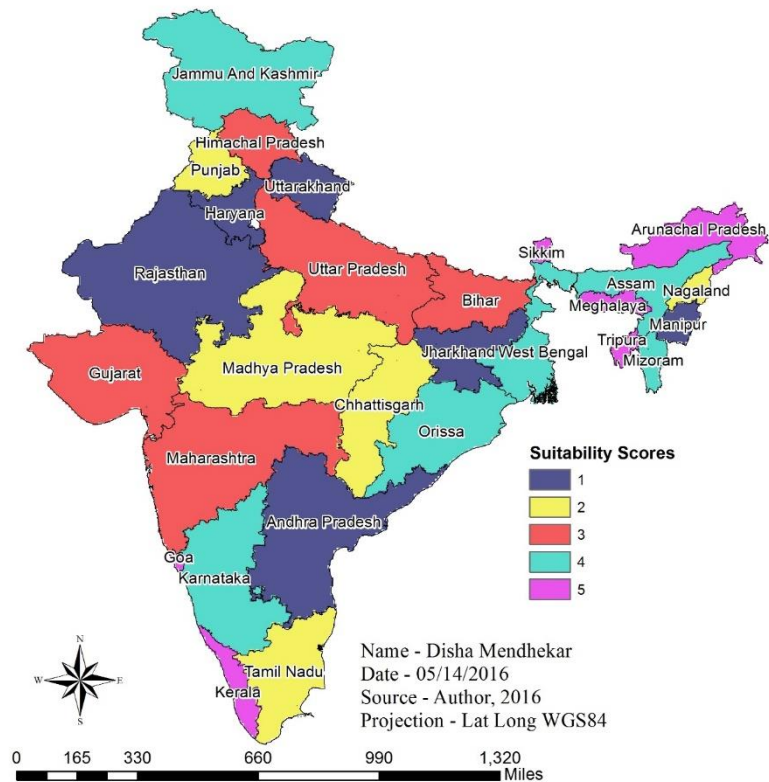 Jammu And Kashmir
Himachal Pradesh
Punjab
Uttarakhand
Haryana
Arunachal Pradesh
Sikkim
Rajasthan
Uttar Pradesh
Assam
Nagaland
Bihar
Meghalaya
Manipur
Tripura
Mizoram
Jharkhand
West Bengal
Gujarat
Madhya Pradesh
Chhattisgarh
Orissa
Maharashtra
Suitability Scores
1
2
3
4
5
Andhra Pradesh
Goa
Karnataka
Tamil Nadu
Kerala
N
W
E
S
Name - Disha Mendhekar
Date - 05/14/2016
Source - Author, 2016
Projection - Lat Long WGS84
0 165 330 660 990 1,320
Miles